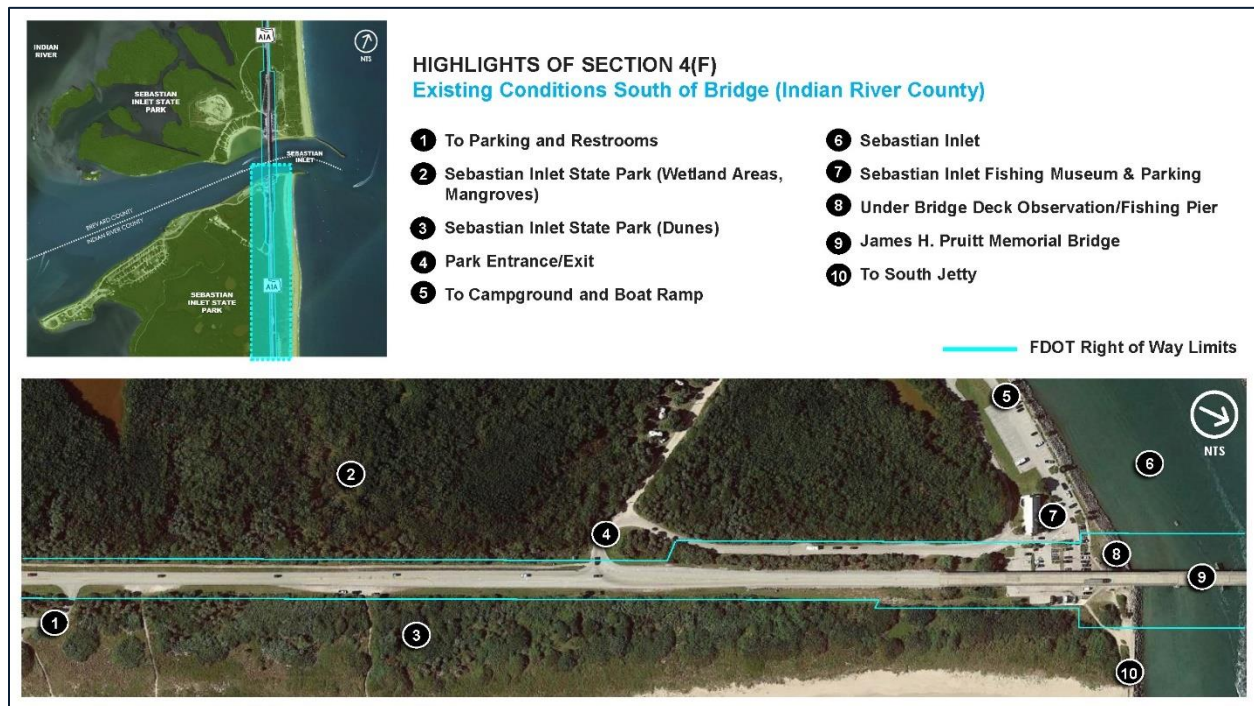 INDIAN
RIVER
A1A
NTS
SEBASTIAN
INLET STATE
PARK
SEBASTIAN
INLET
BREVARD COUNTY
INDIAN RIVER COUNTY
A1A
SEBASTIAN
INLET STATE
PARK
HIGHLIGHTS OF SECTION 4(F)
Existing Conditions South of Bridge (Indian River County)
1 To Parking and Restrooms
2 Sebastian Inlet State Park (Wetland Areas,
Mangroves)
3 Sebastian Inlet State Park (Dunes)
4 Park Entrance/Exit
5 To Campground and Boat Ramp
6 Sebastian Inlet
7 Sebastian Inlet Fishing Museum & Parking
8 Under Bridge Deck Observation/Fishing Pier
9 James H. Pruitt Memorial Bridge
10 To South Jetty
FDOT Right of Way Limits
5
NTS
2
6
7
4
8
9
1
3
10